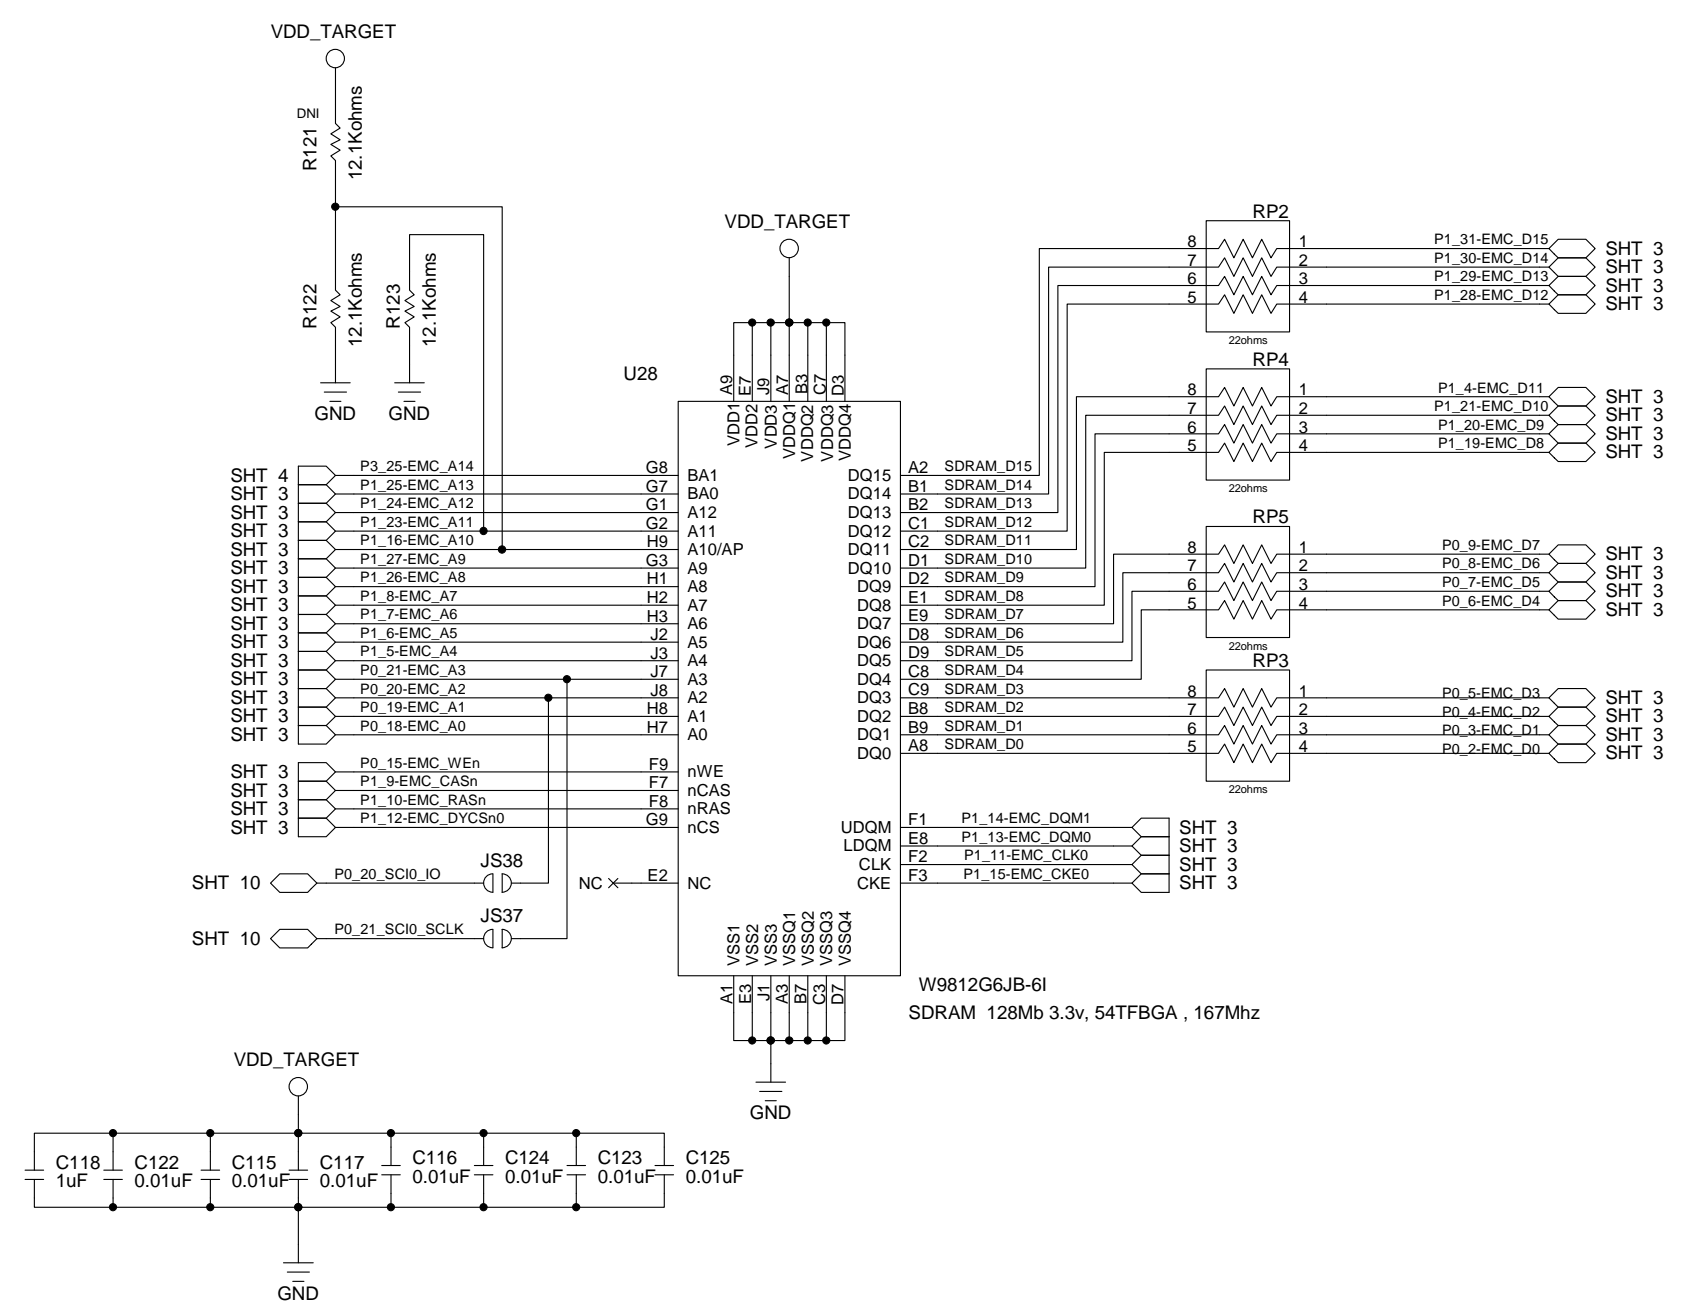 VDD_TARGET
DNI
R121
12.1Kohms
R122
12.1Kohms
R123
12.1Kohms
GND
GND
VDD_TARGET
U28
A9
E7
J9
A7
B3
C7
D3
VDD1
VDD2
VDD3
VDDQ1
VDDQ2
VDDQ3
VDDQ4
SHT 4 P3_25-EMC_A14 G8 BA1
SHT 3 P1_25-EMC_A13 G7 BA0
SHT 3 P1_24-EMC_A12 G1 A12
SHT 3 P1_23-EMC_A11 G2 A11
SHT 3 P1_16-EMC_A10 H9 A10/AP
SHT 3 P1_27-EMC_A9 G3 A9
SHT 3 P1_26-EMC_A8 H1 A8
SHT 3 P1_8-EMC_A7 H2 A7
SHT 3 P1_7-EMC_A6 H3 A6
SHT 3 P1_6-EMC_A5 J2 A5
SHT 3 P1_5-EMC_A4 J3 A4
SHT 3 P0_21-EMC_A3 J7 A3
SHT 3 P0_20-EMC_A2 J8 A2
SHT 3 P0_19-EMC_A1 H8 A1
SHT 3 P0_18-EMC_A0 H7 A0
SHT 3 P0_15-EMC_WEn F9 nWE
SHT 3 P1_9-EMC_CASn F7 nCAS
SHT 3 P1_10-EMC_RASn F8 nRAS
SHT 3 P1_12-EMC_DYCSn0 G9 nCS
JS38
SHT 10 P0_20_SCI0_IO
NC E2 NC
JS37
SHT 10 P0_21_SCI0_SCLK
DQ15 A2 SDRAM_D15
DQ14 B1 SDRAM_D14
DQ13 B2 SDRAM_D13
DQ12 C1 SDRAM_D12
DQ11 C2 SDRAM_D11
DQ10 D1 SDRAM_D10
DQ9 D2 SDRAM_D9
DQ8 E1 SDRAM_D8
DQ7 E9 SDRAM_D7
DQ6 D8 SDRAM_D6
DQ5 D9 SDRAM_D5
DQ4 C8 SDRAM_D4
DQ3 C9 SDRAM_D3
DQ2 B8 SDRAM_D2
DQ1 B9 SDRAM_D1
DQ0 A8 SDRAM_D0
UDQM F1 P1_14-EMC_DQM1 SHT 3
LDQM E8 P1_13-EMC_DQM0 SHT 3
CLK F2 P1_11-EMC_CLK0 SHT 3
CKE F3 P1_15-EMC_CKE0 SHT 3
RP2
8 1 P1_31-EMC_D15 SHT 3
7 2 P1_30-EMC_D14 SHT 3
6 3 P1_29-EMC_D13 SHT 3
5 4 P1_28-EMC_D12 SHT 3
22ohms
RP4
8 1 P1_4-EMC_D11 SHT 3
7 2 P1_21-EMC_D10 SHT 3
6 3 P1_20-EMC_D9 SHT 3
5 4 P1_19-EMC_D8 SHT 3
22ohms
RP5
8 1 P0_9-EMC_D7 SHT 3
7 2 P0_8-EMC_D6 SHT 3
6 3 P0_7-EMC_D5 SHT 3
5 4 P0_6-EMC_D4 SHT 3
22ohms
RP3
8 1 P0_5-EMC_D3 SHT 3
7 2 P0_4-EMC_D2 SHT 3
6 3 P0_3-EMC_D1 SHT 3
5 4 P0_2-EMC_D0 SHT 3
22ohms
VSS1
VSS2
VSS3
VSSQ1
VSSQ2
VSSQ3
VSSQ4
A1
E3
J1
A3
B7
C3
D7
W9812G6JB-6I
SDRAM 128Mb 3.3v, 54TFBGA , 167Mhz
GND
VDD_TARGET
C118
1uF
C122
0.01uF
C115
0.01uF
C117
0.01uF
C116
0.01uF
C124
0.01uF
C123
0.01uF
C125
0.01uF
GND